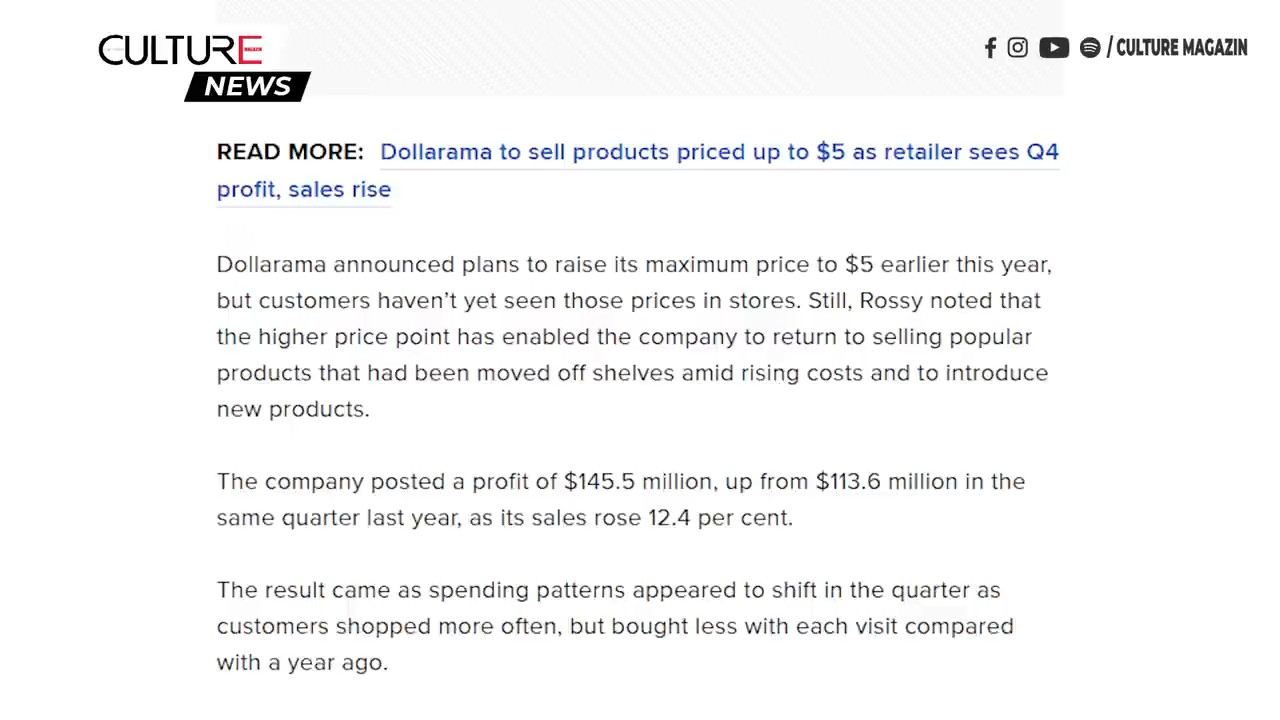 CULTURE
NEWS
/ CULTURE MAGAZIN
READ MORE: Dollarama to sell products priced up to $5 as retailer sees Q4
profit, sales rise
Dollarama announced plans to raise its maximum price to $5 earlier this year,
but customers haven't yet seen those prices in stores. Still, Rossy noted that
the higher price point has enabled the company to return to selling popular
products that had been moved off shelves amid rising costs and to introduce
new products.
The company posted a profit of $145.5 million, up from $113.6 million in the
same quarter last year, as its sales rose 12.4 per cent.
The result came as spending patterns appeared to shift in the quarter as
customers shopped more often, but bought less with each visit compared
with a year ago.